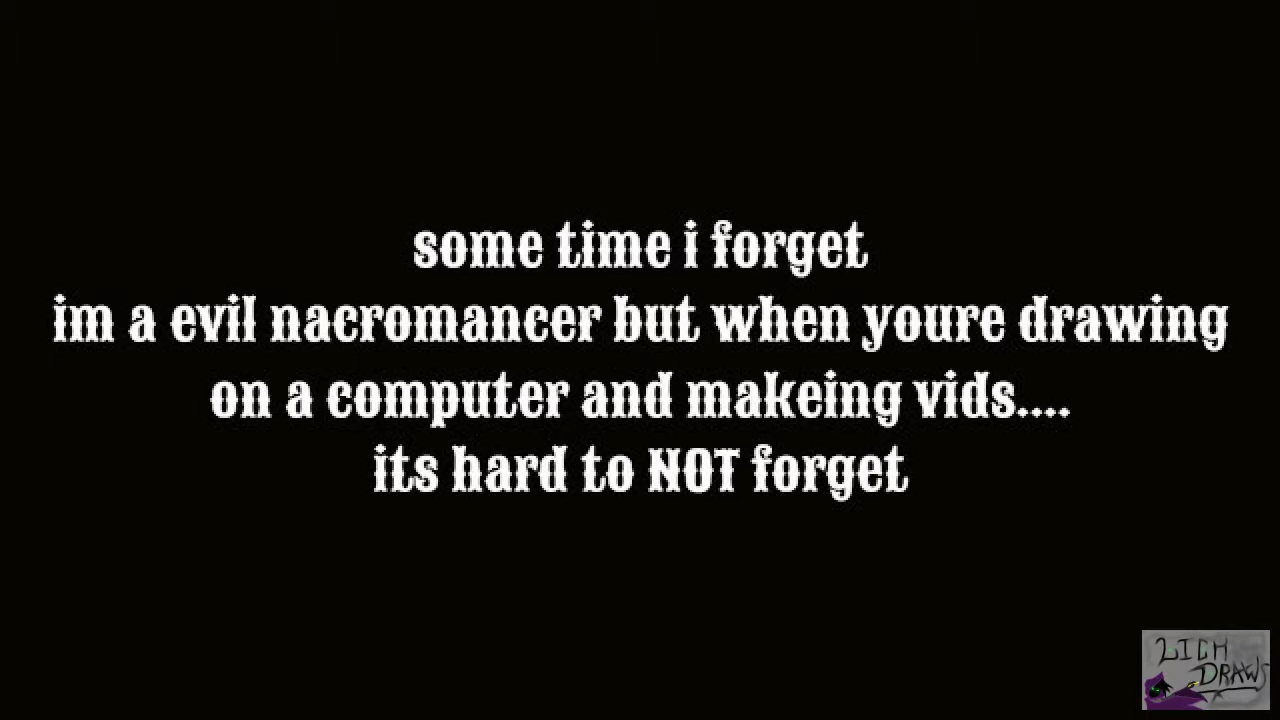 some time i forget
im a evil nacromancer but when youre drawing
on a computer and makeing vids....
its hard to NOT forget
LICH
DRAWS